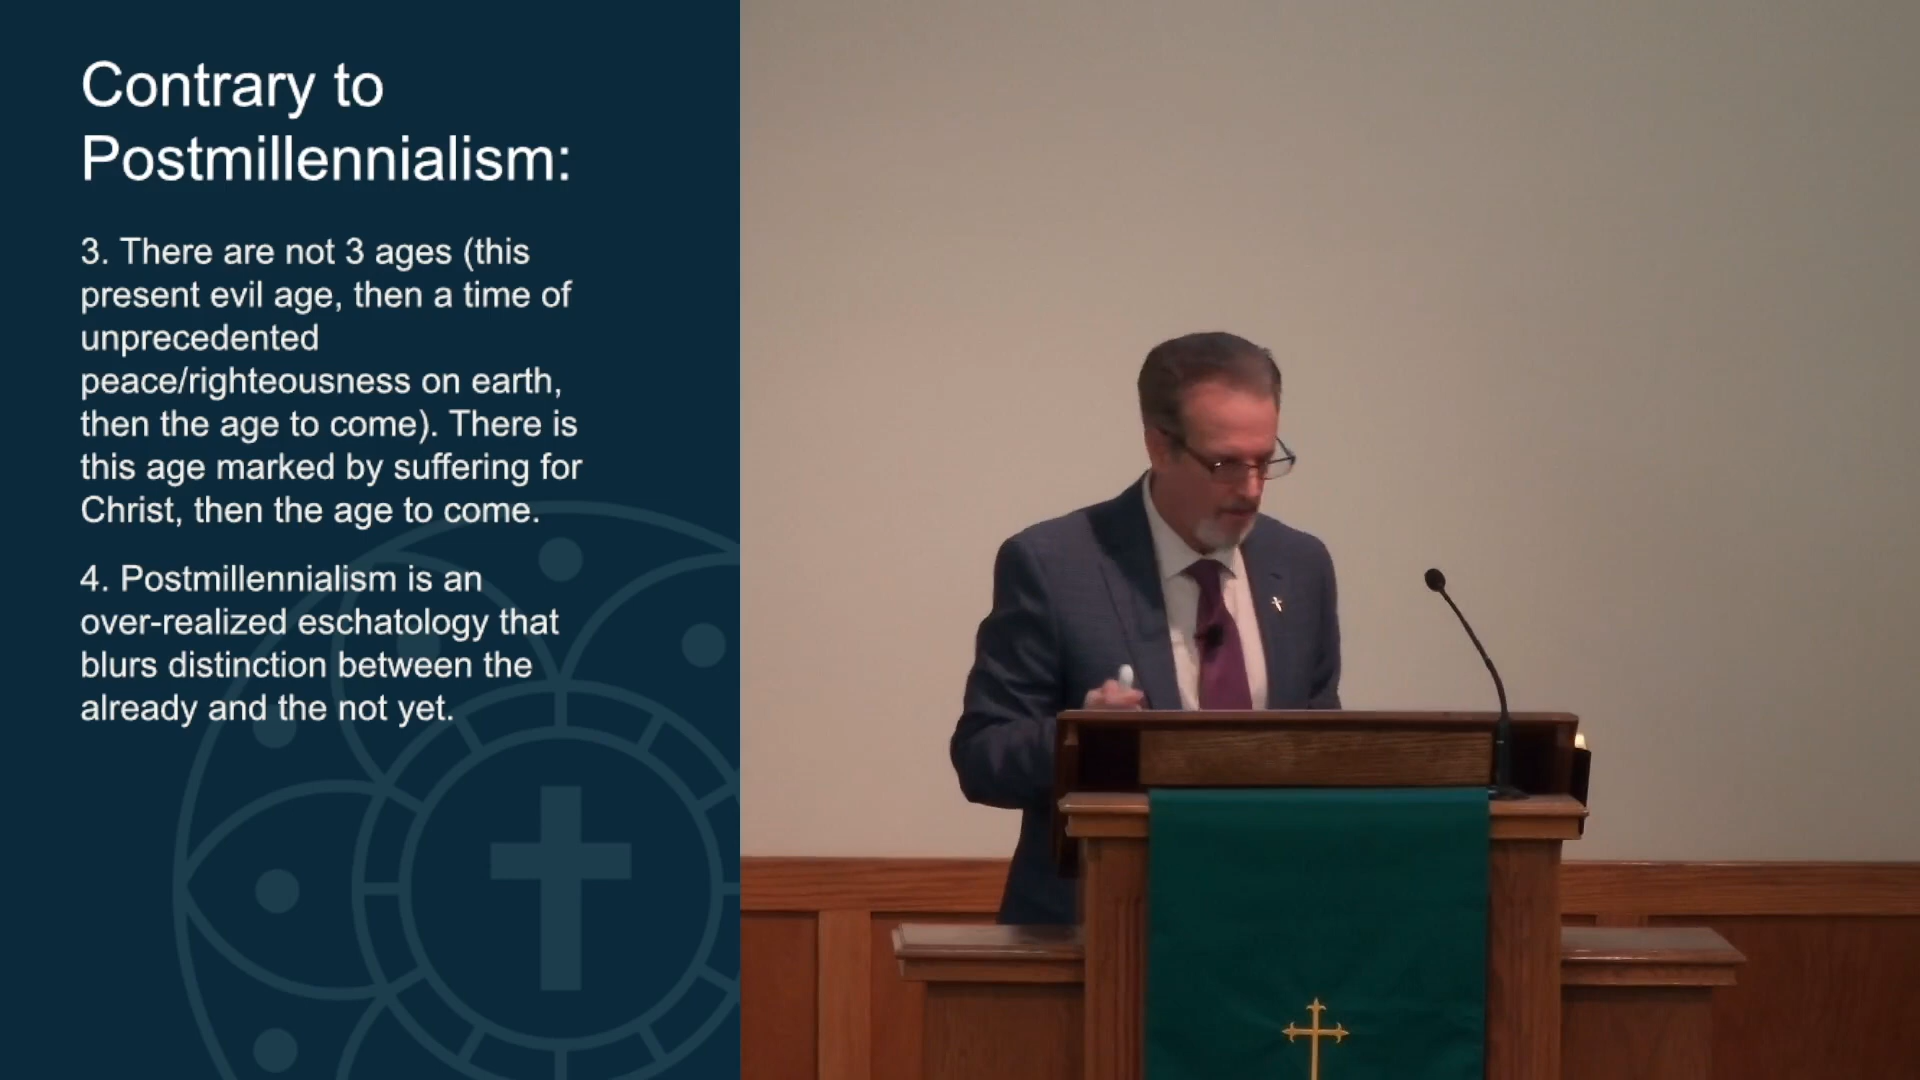 Contrary to
Postmillennialism:
3. There are not 3 ages (this
present evil age, then a time of
unprecedented
peace/righteousness on earth,
then the age to come). There is
this age marked by suffering for
Christ, then the age to come.
4. Postmillennialism is an
over-realized eschatology that
blurs distinction between the
already and the not yet.